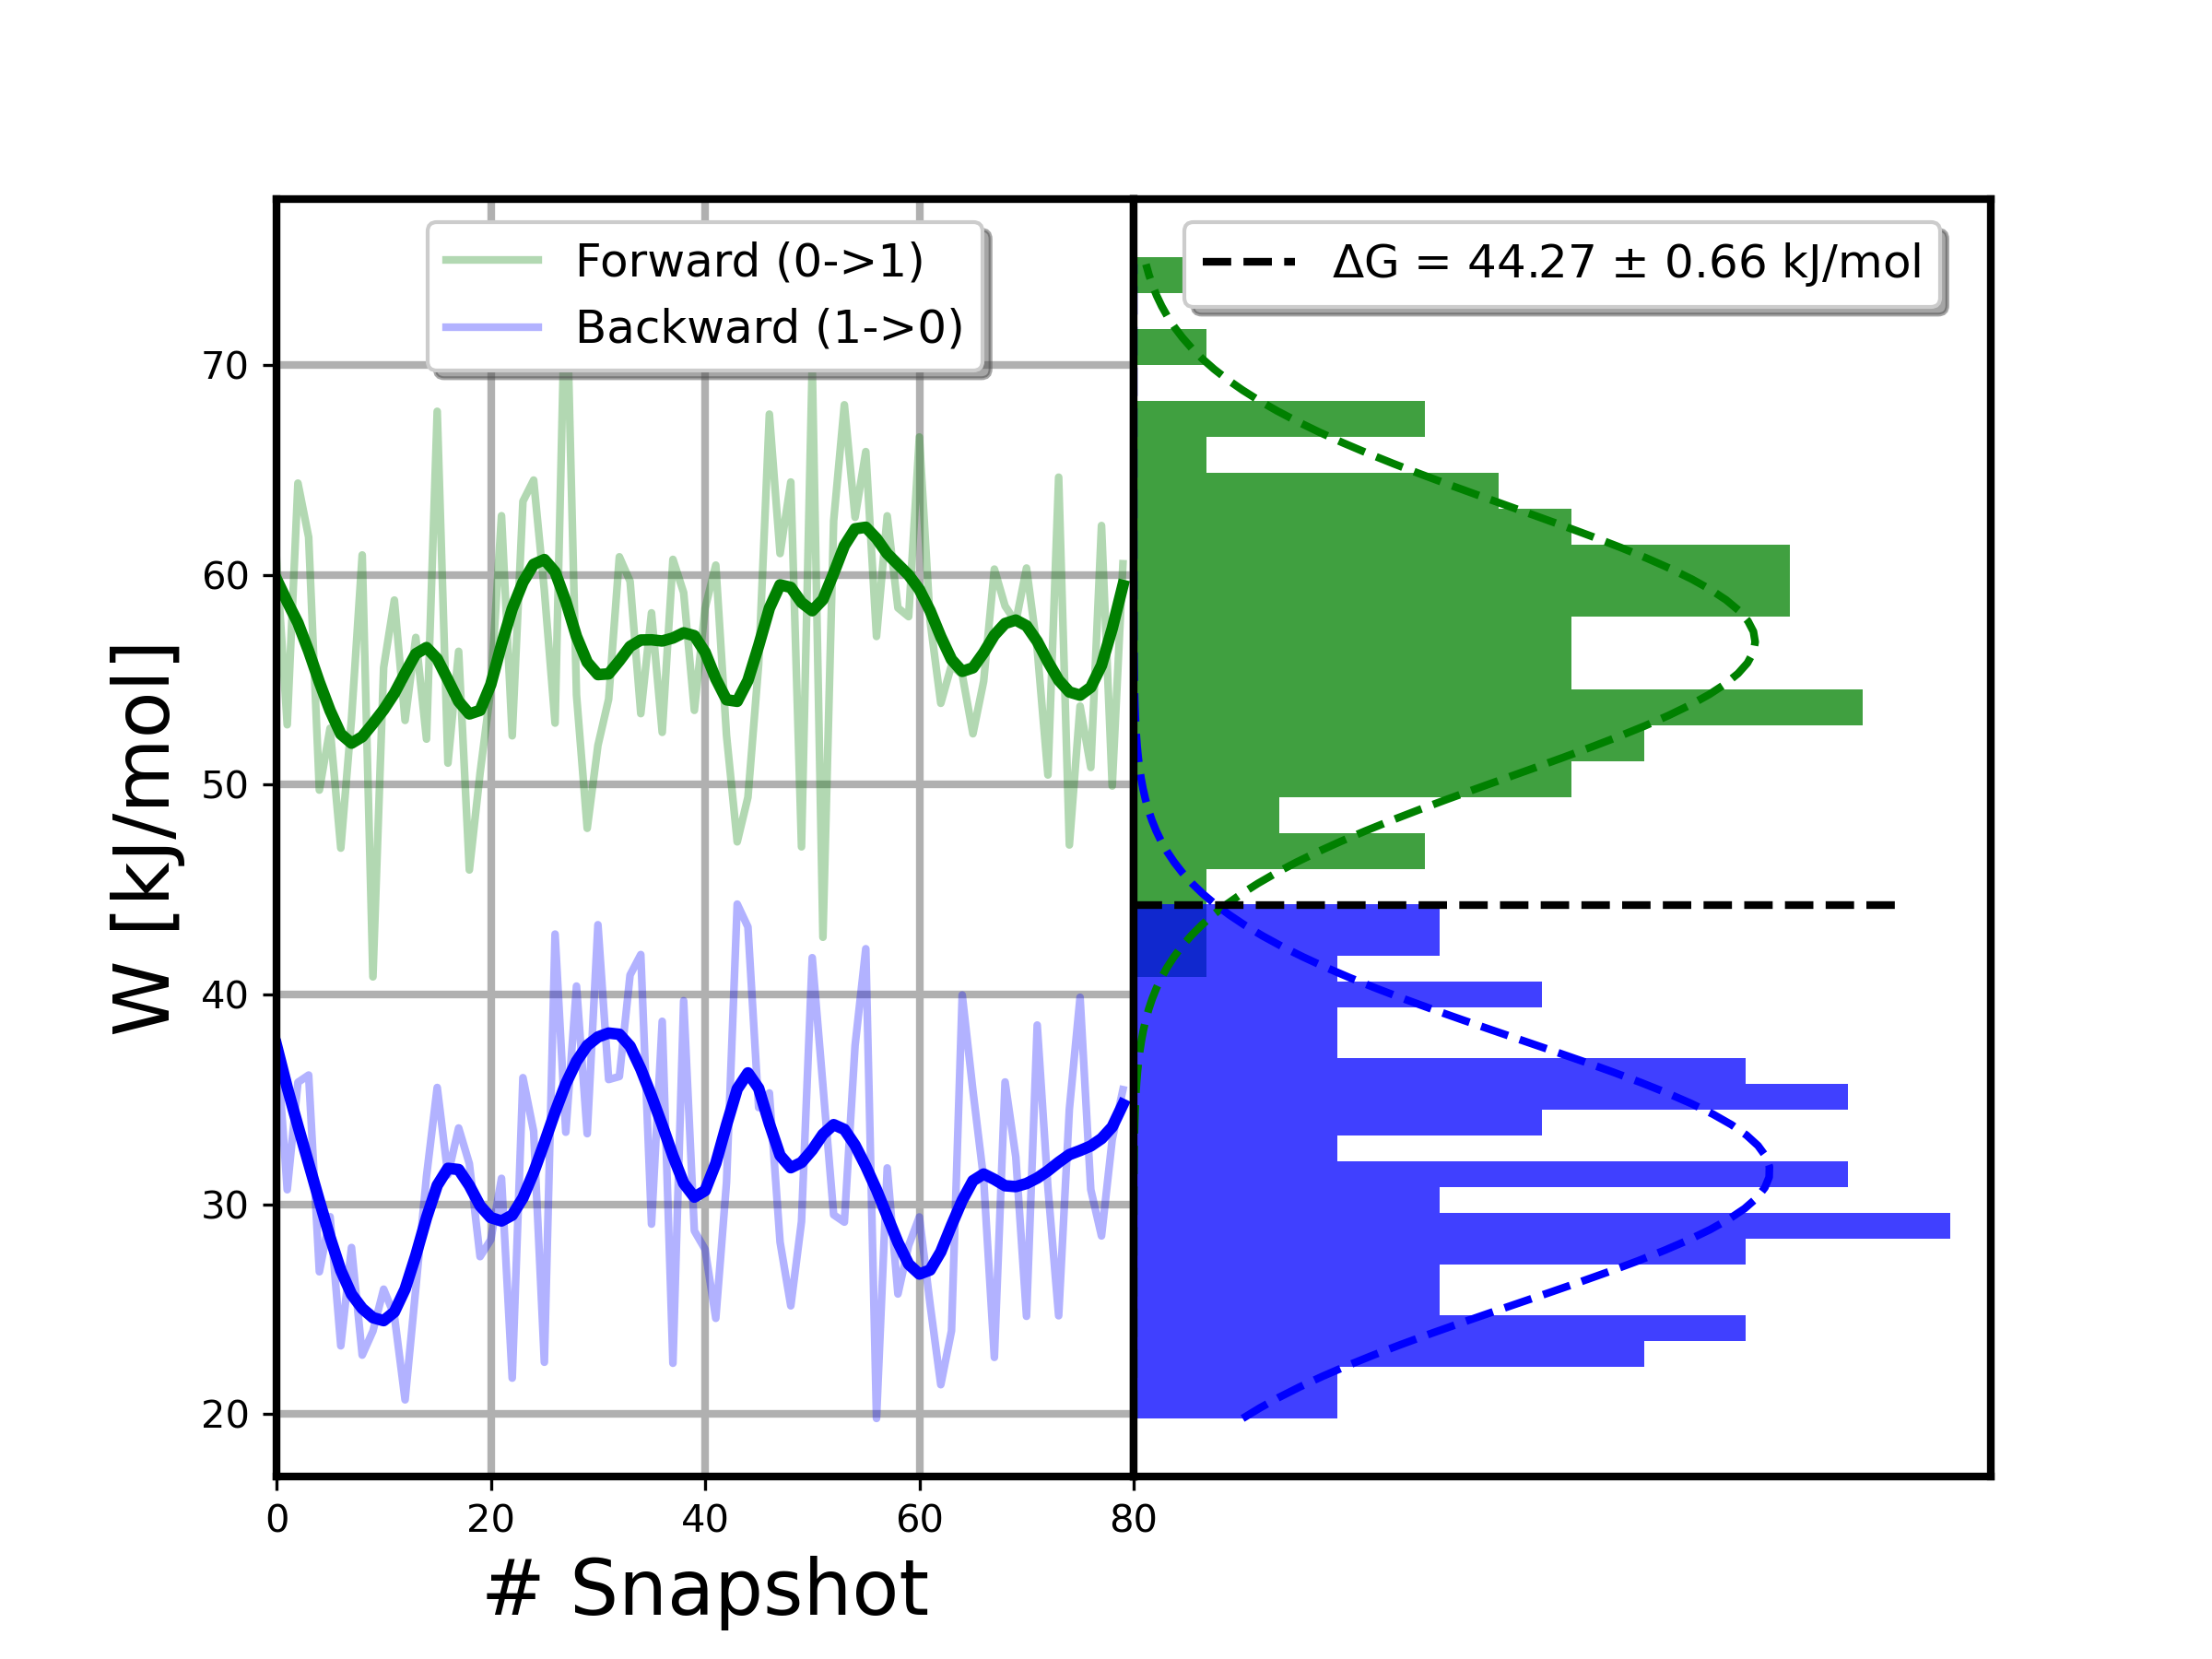 Forward (0->1)
Backward (1->0)
ΔG = 44.27 ± 0.66 kJ/mol
W [kJ/mol]
70
60
50
40
30
20
0
20
40
60
80
# Snapshot